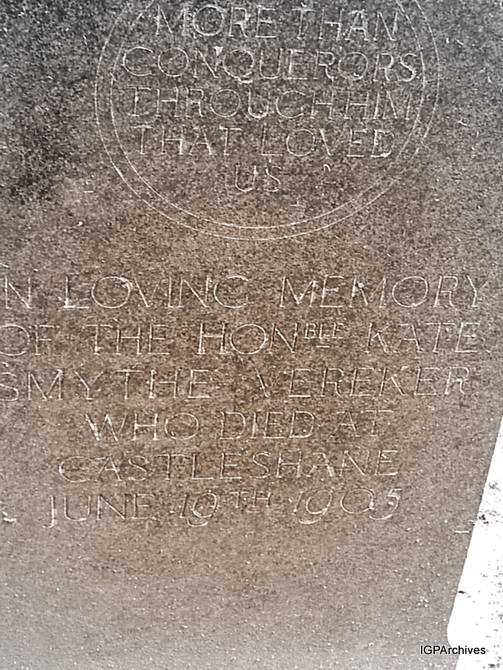 MORE THAN
CONQUERORS
THROUGH HIM
THAT LOVED
US
N LOVING MEMORY
OF THE HONBLE KATE
SMYTHE VEREKER
WHO DIED AT
CASTLESHANE
JUNE 19TH 1905
IGPArchives